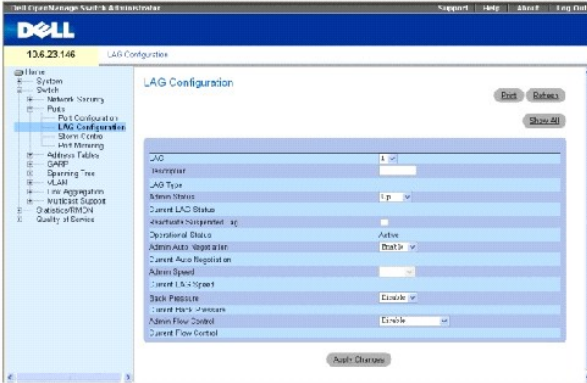 Dell OpenManage Switch Administrator
Support Help About Log Out
DELL
10.6.23.146
LAG Configuration
Home
System
Switch
Network Security
Ports
Port Configuration
LAG Configuration
Storm Control
Port Mirroring
Address Tables
GARP
Spanning Tree
VLAN
Link Aggregation
Multicast Support
Statistics/RMON
Quality of Service
LAG Configuration
Print Refresh
Show All
LAG 1
Description
LAG Type
Admin Status Up
Current LAG Status
Reactivate Suspended Lag
Operational Status Active
Admin Auto Negotiation Enable
Current Auto Negotiation
Admin Speed
Current LAG Speed
Back Pressure Disable
Current Back Pressure
Admin Flow Control Disable
Current Flow Control
Apply Changes